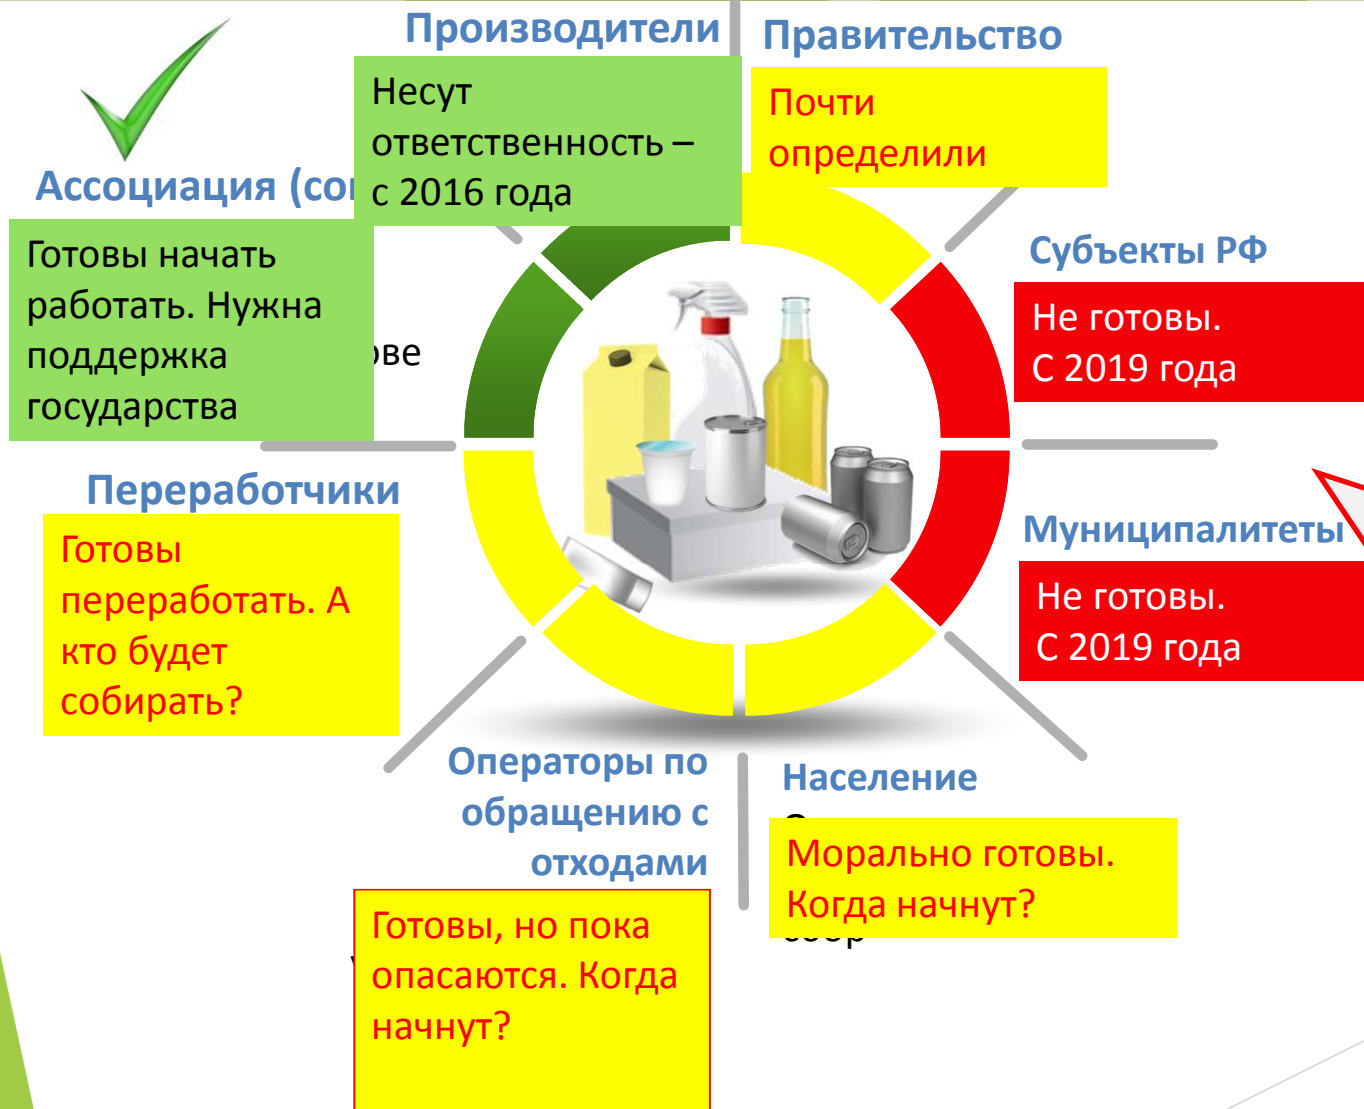 Производители
Несут
ответственность –
с 2016 года
Правительство
Почти
определили
Ассоциация
Готовы начать
работать. Нужна
поддержка
государства
Субъекты РФ
Не готовы.
С 2019 года
Муниципалитеты
Не готовы.
С 2019 года
Переработчики
Готовы
переработать. А
кто будет
собирать?
Операторы по
обращению с
отходами
Готовы, но пока
опасаются. Когда
начнут?
Население
Морально готовы.
Когда начнут?